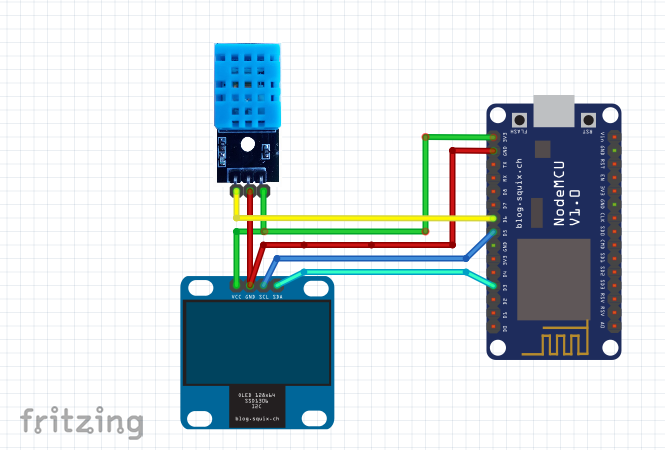 FLASH
RST
3V3
GND
TX
RX
D8
D7
D6
D5
GND
3V3
D4
D3
D2
D1
D0
blog.squix.ch
NodeMCU
V1.0
Vin
GND
RST
EN
3V3
GND
CLK
SD0
CMD
SD1
SD2
SD3
RSV
RSV
A0
VCC GND SCL SDA
OLED 128x64
SSD1306
I2C
blog.squix.ch
fritzing